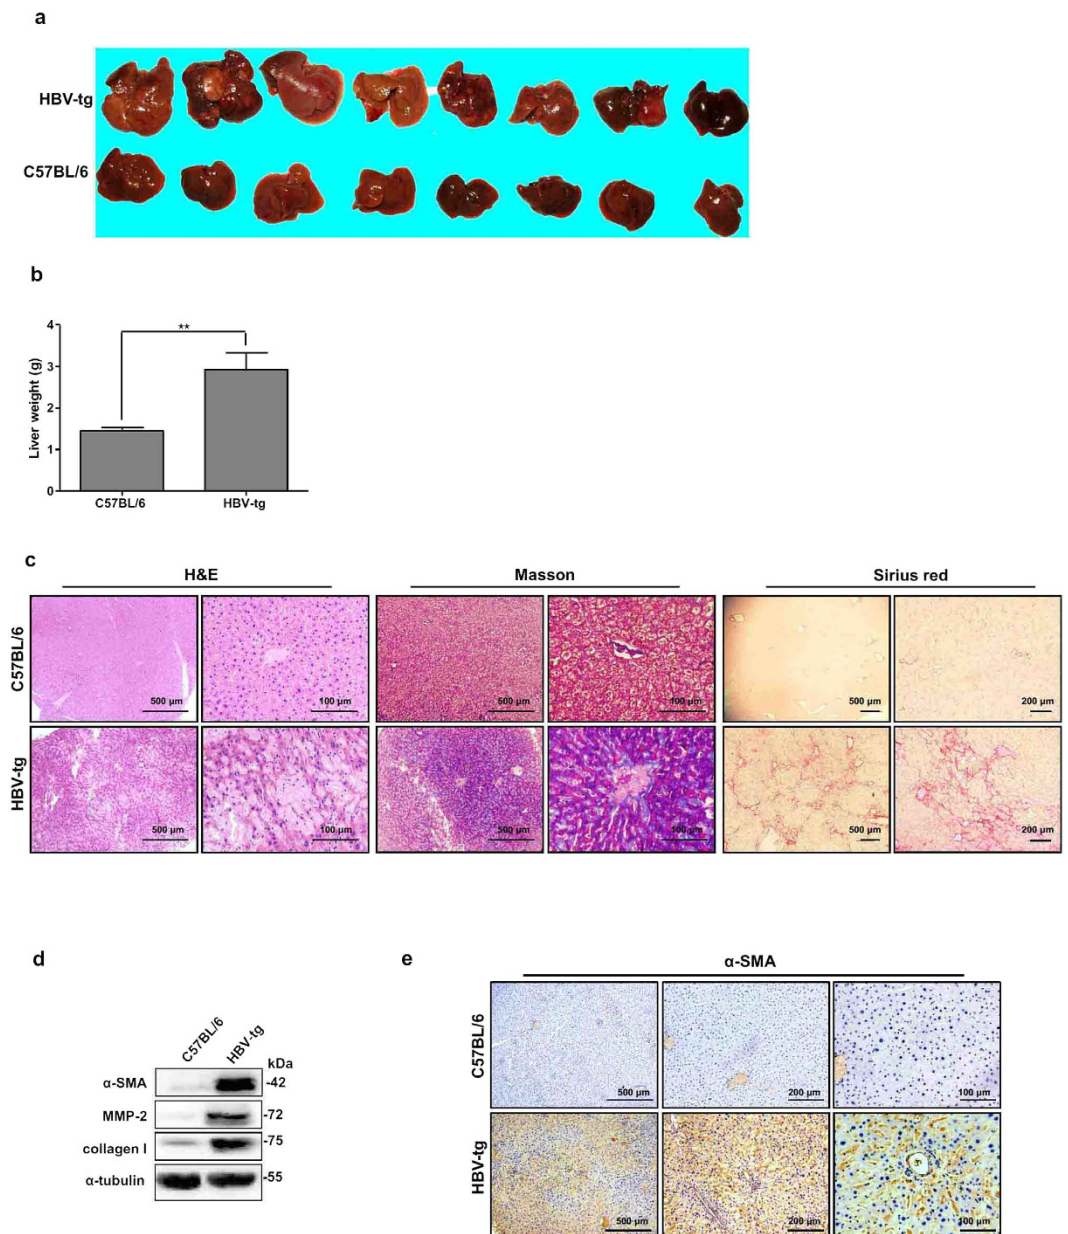 a
HBV-tg
C57BL/6
b
4
3
2
1
0
Liver weight (g)
**
C57BL/6 HBV-tg
c
H&E Masson Sirius red
C57BL/6
500 µm 100 µm 500 µm 100 µm 500 µm 200 µm
HBV-tg
500 µm 100 µm 500 µm 100 µm 500 µm 200 µm
d
C57BL/6 HBV-tg
kDa
α-SMA -42
MMP-2 -72
collagen I -75
α-tubulin -55
e
α-SMA
C57BL/6
500 µm 200 µm 100 µm
HBV-tg
500 µm 200 µm 100 µm